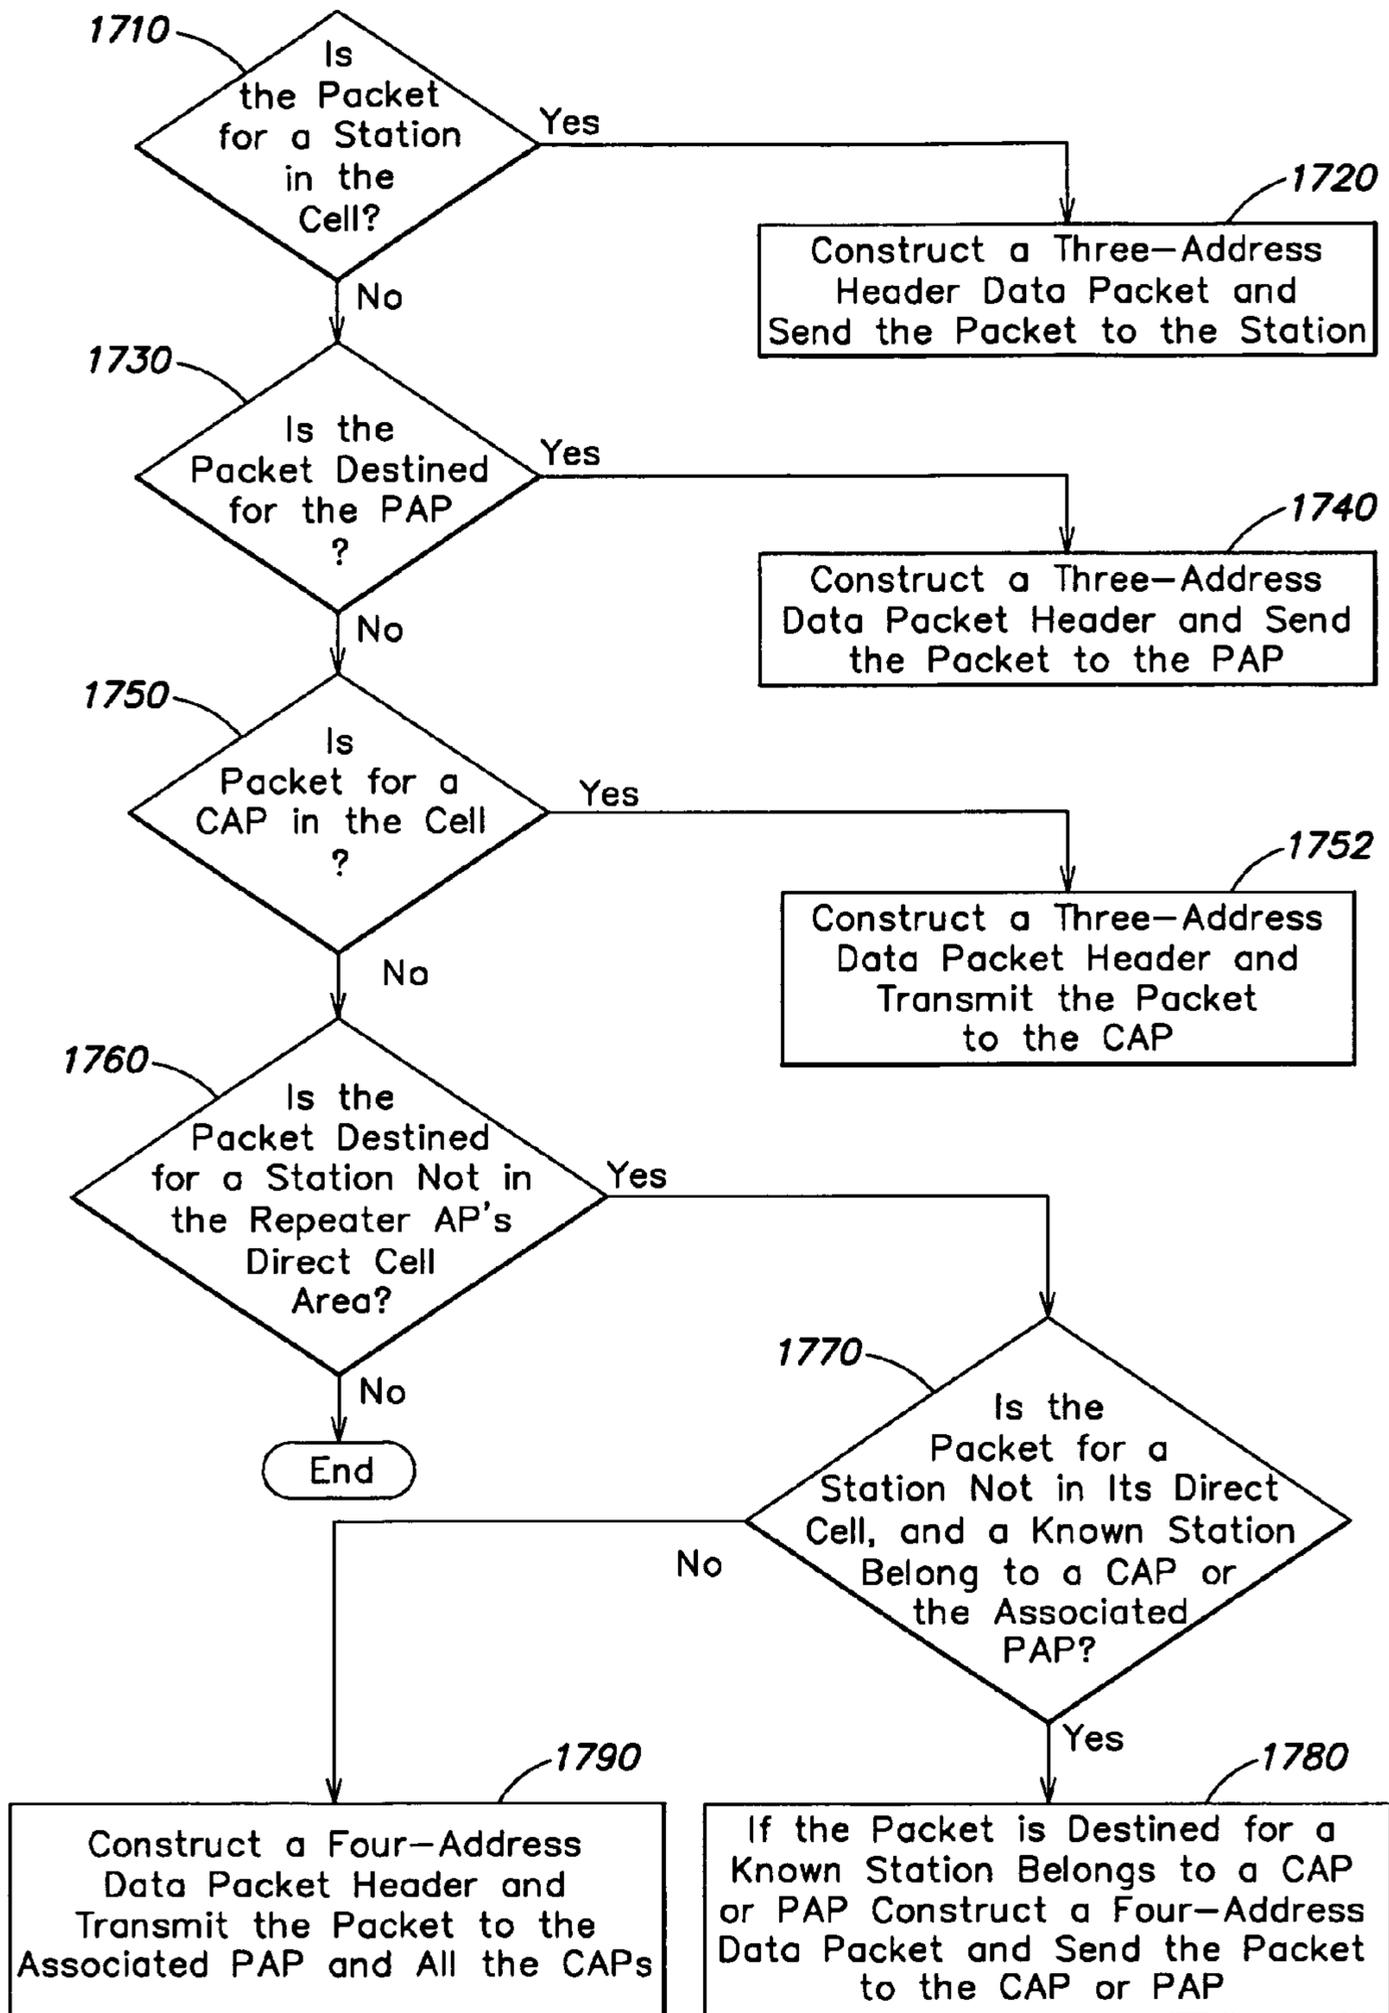 1710
Is
the Packet
for a Station
in the
Cell?
Yes
No
1720
Construct a Three-Address
Header Data Packet and
Send the Packet to the Station
1730
Is the
Packet Destined
for the PAP
?
Yes
No
1740
Construct a Three-Address
Data Packet Header and Send
the Packet to the PAP
1750
Is
Packet for a
CAP in the Cell
?
Yes
No
1752
Construct a Three-Address
Data Packet Header and
Transmit the Packet
to the CAP
1760
Is the
Packet Destined
for a Station Not in
the Repeater AP's
Direct Cell
Area?
Yes
No
End
1770
Is the
Packet for a
Station Not in Its Direct
Cell, and a Known Station
Belong to a CAP or
the Associated
PAP?
No
Yes
1790
Construct a Four-Address
Data Packet Header and
Transmit the Packet to the
Associated PAP and All the CAPs
1780
If the Packet is Destined for a
Known Station Belongs to a CAP
or PAP Construct a Four-Address
Data Packet and Send the Packet
to the CAP or PAP